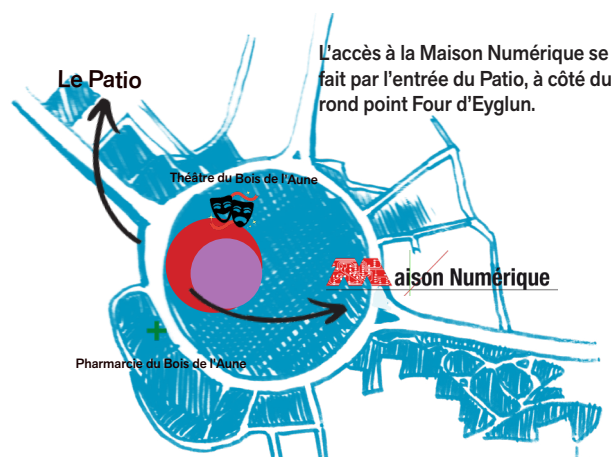 L'accès à la Maison Numérique se
fait par l'entrée du Patio, à côté du
rond point Four d'Eyglun.
Le Patio
Théâtre du Bois de l'Aune
Maison Numérique
Pharmarcie du Bois de l'Aune